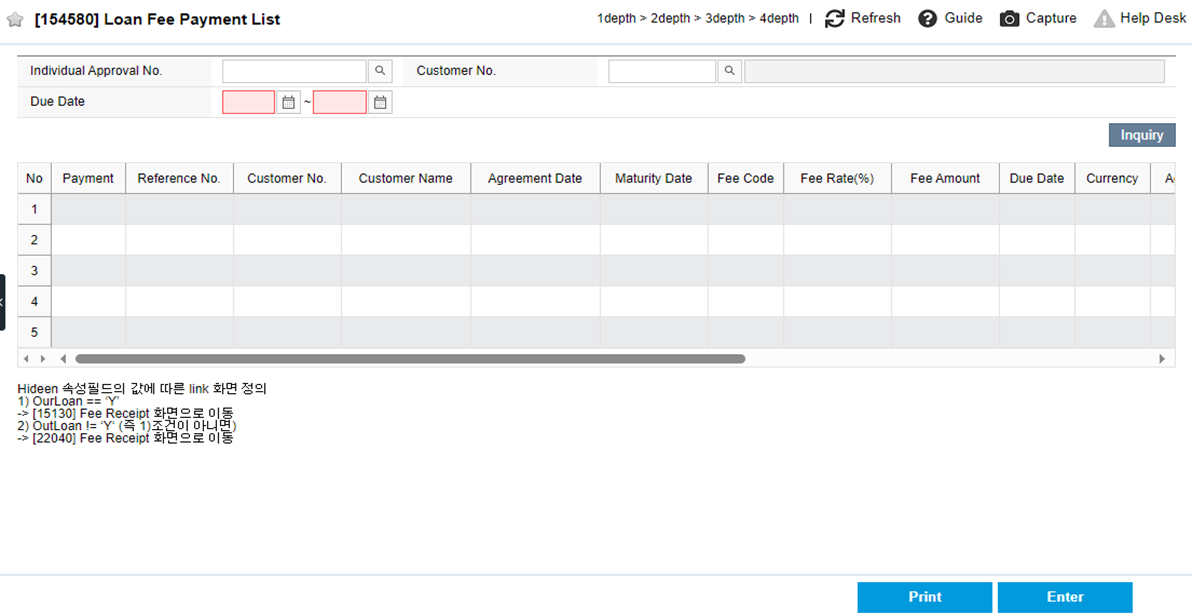 [154580] Loan Fee Payment List
1depth > 2depth > 3depth > 4depth | Refresh Guide Capture Help Desk
Individual Approval No. Customer No.
Due Date ~
Inquiry
No Payment Reference No. Customer No. Customer Name Agreement Date Maturity Date Fee Code Fee Rate(%) Fee Amount Due Date Currency
1
2
3
4
5
Hideen 속성필드의 값에 따른 link 화면 정의
1) OurLoan == 'Y'
-> [15130] Fee Receipt 화면으로 이동
2) OutLoan != 'Y' (즉 1)조건이 아니면)
-> [22040] Fee Receipt 화면으로 이동
Print Enter